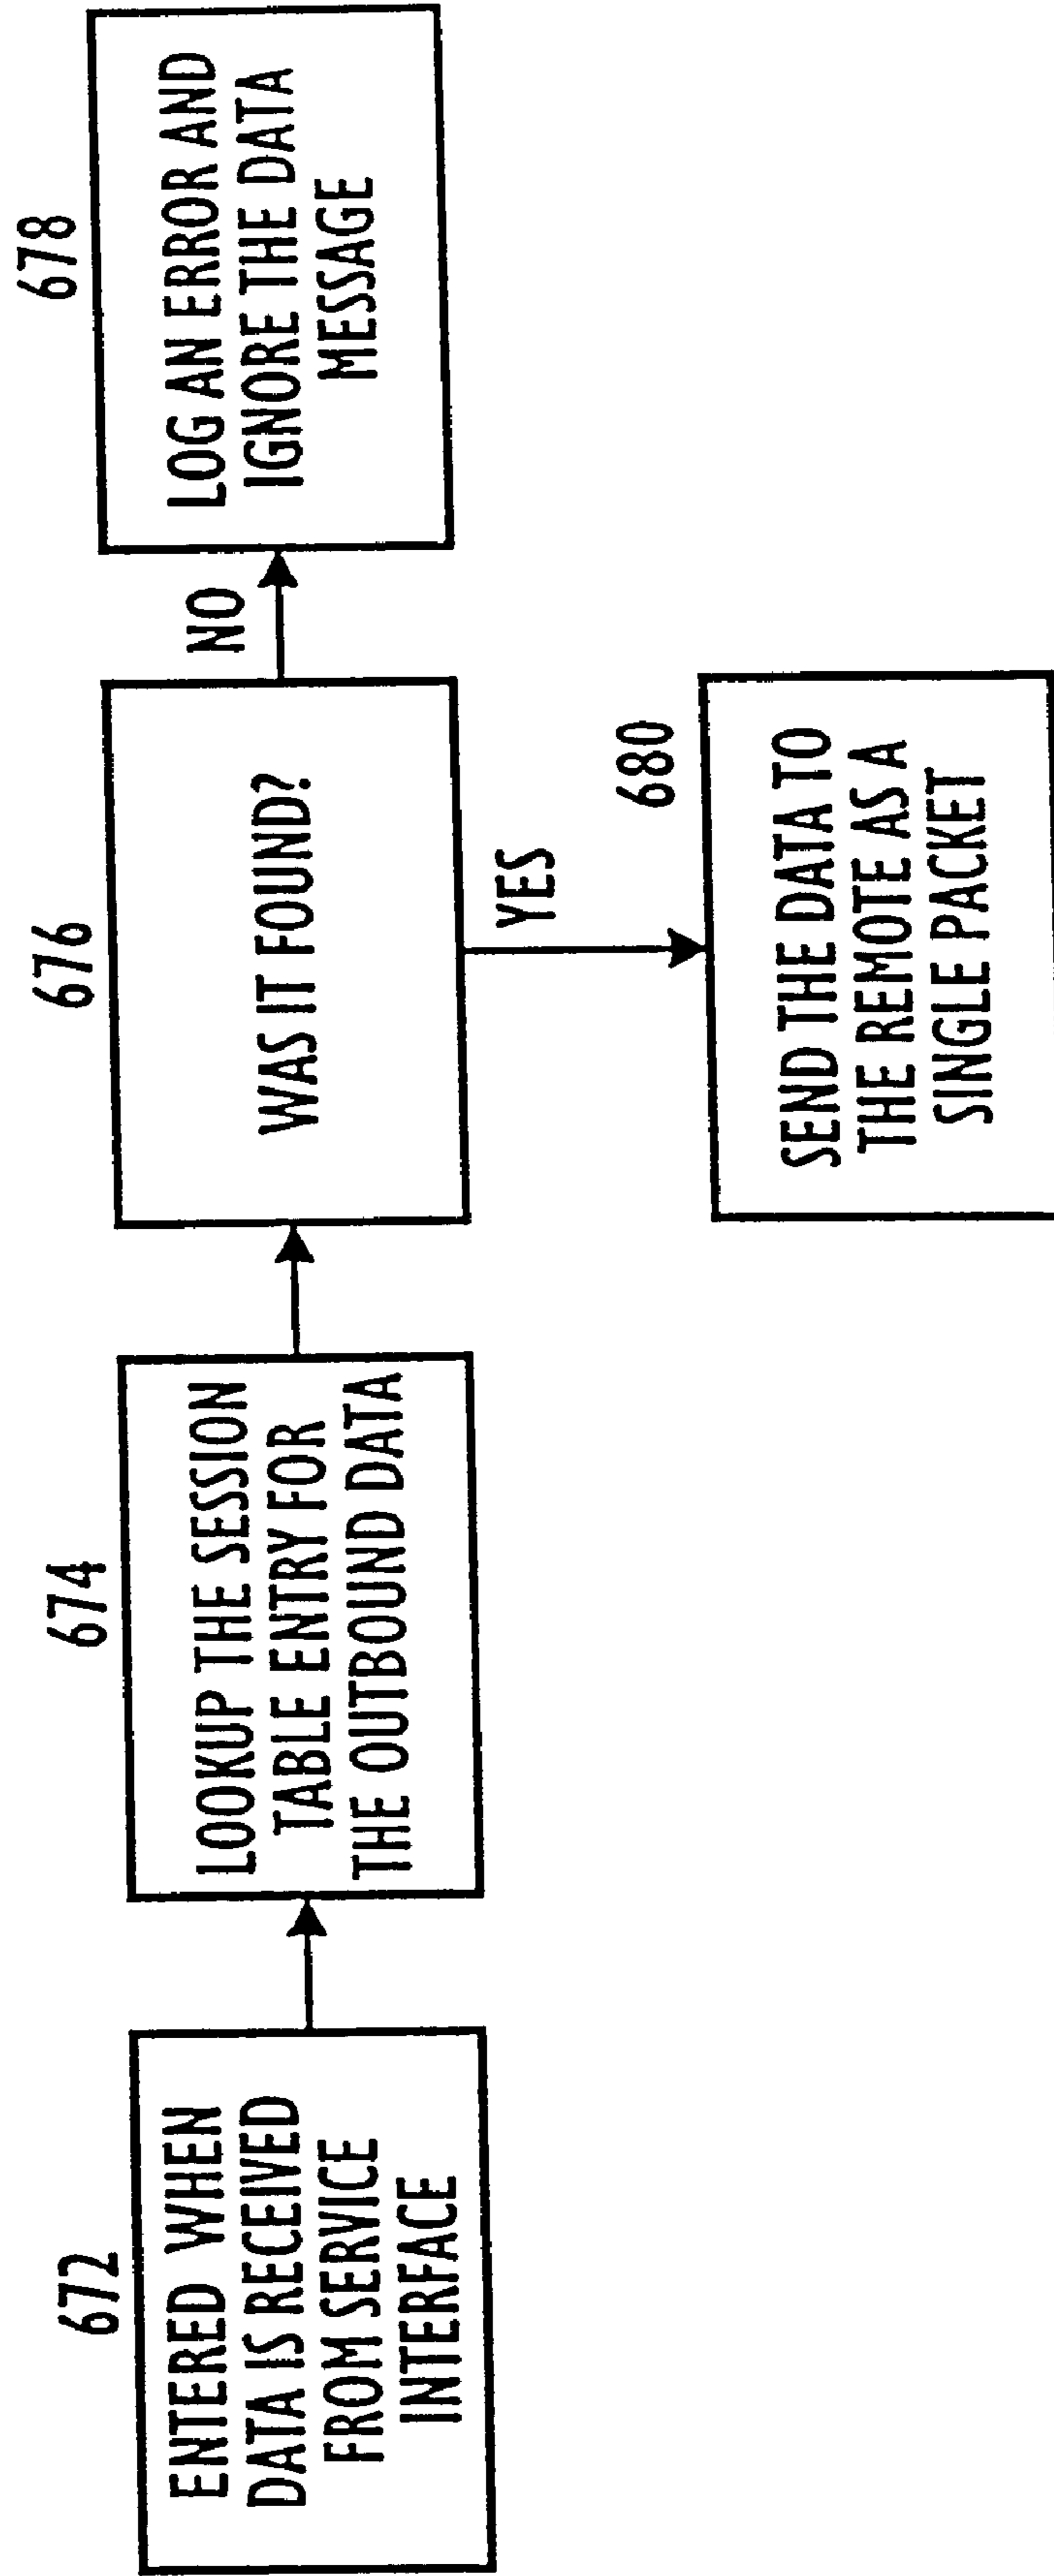 672
ENTERED WHEN
DATA IS RECEIVED
FROM SERVICE
INTERFACE
674
LOOKUP THE SESSION
TABLE ENTRY FOR
THE OUTBOUND DATA
676
WAS IT FOUND?
NO
678
LOG AN ERROR AND
IGNORE THE DATA
MESSAGE
YES
680
SEND THE DATA TO
THE REMOTE AS A
SINGLE PACKET